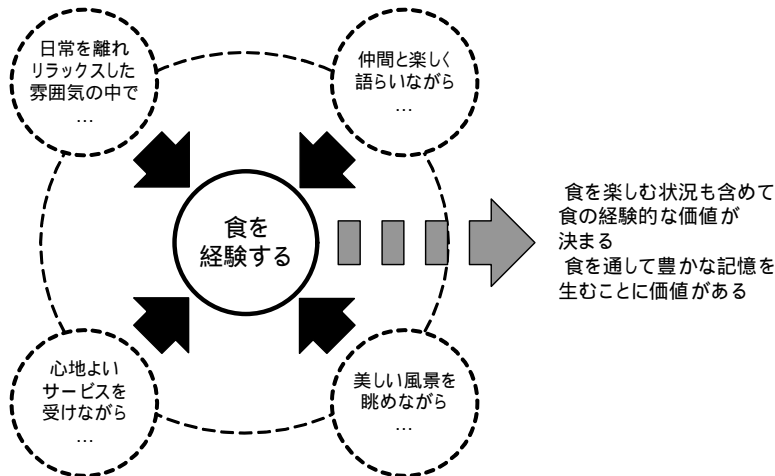 日常を離れ
リラックスした
雰囲気の中で
…
仲間と楽しく
語らいながら
…
食を
経験する
食を楽しむ状況も含めて
食の経験的な価値が
決まる
食を通して豊かな記憶を
生むことに価値がある
心地よい
サービスを
受けながら
…
美しい風景を
眺めながら
…